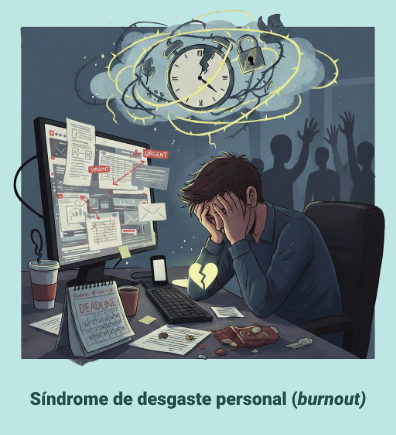 URGENT
URGENT
DEADLINE
Síndrome de desgaste personal (burnout)